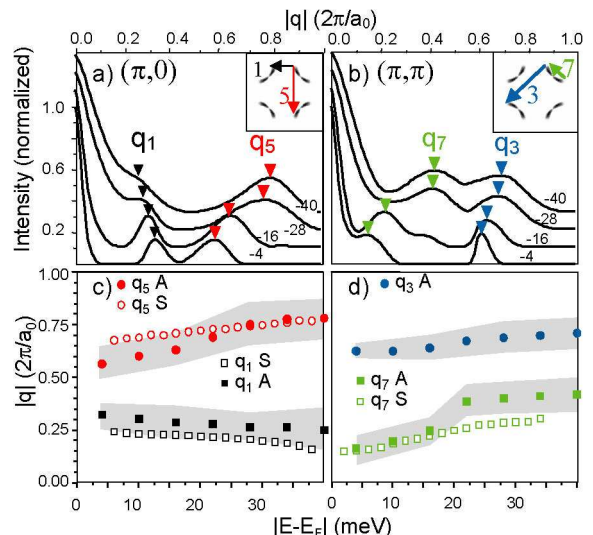 |q| (2π/a₀)
0 0.2 0.4 0.6 0.8
0.0 0.2 0.4 0.6 0.8 1.0
Intensity (normalized)
1.0
0.6
0.2
a) (π,0)
1
5
q₁
q₅
-40
-28
-16
-4
b) (π,π)
7
3
q₇
q₃
-40
-28
-16
-4
|q| (2π/a₀)
1.00
0.75
0.50
0.25
0.00
c)
q₅ A
q₅ S
q₁ S
q₁ A
d)
q₃ A
q₇ A
q₇ S
0 10 20 30
0 10 20 30
|E-E_F| (meV)